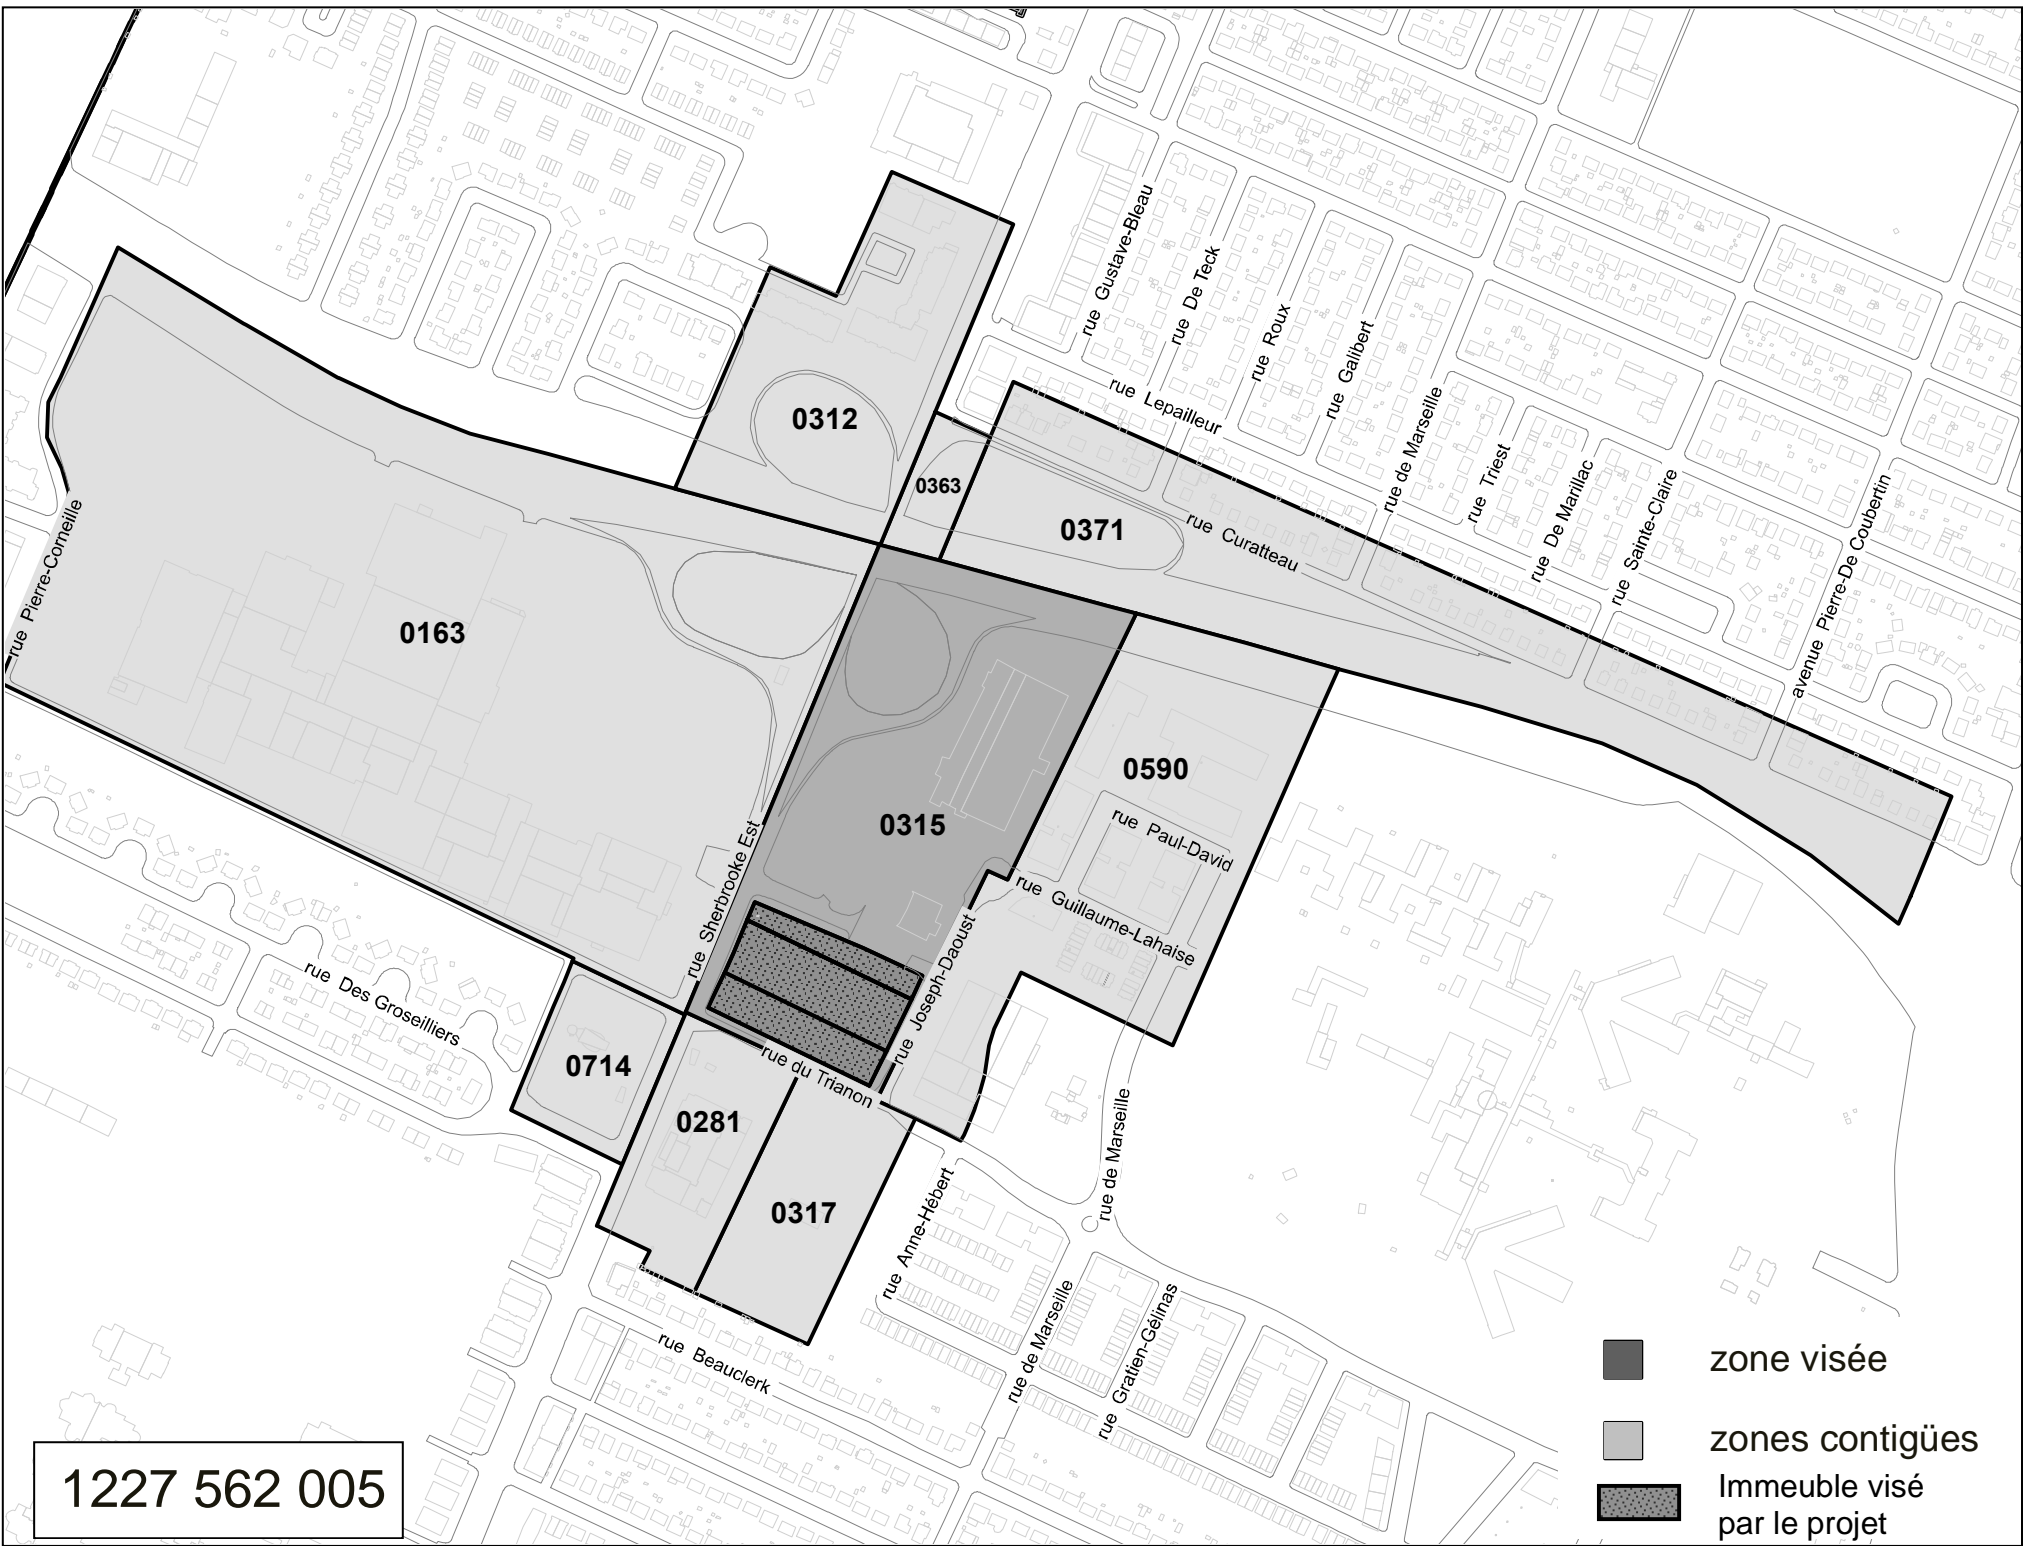 rue Gustave-Bleau
rue De Teck
rue Roux
rue Galibert
rue de Marseille
rue Lepailleur
0312
0363
0371
rue Curatteau
rue Triest
rue De Marillac
rue Sainte-Claire
avenue Pierre-De Coubertin
rue Pierre-Corneille
0163
0590
0315
rue Paul-David
rue Sherbrooke Est
rue Guillaume-Lahaise
rue Joseph-Daoust
rue Des Groseilliers
0714
rue du Trianon
0281
rue de Marseille
0317
rue Anne-Hébert
rue de Marseille
rue Gratien-Gélinas
rue Beauclerk
zone visée
zones contigües
Immeuble visé
par le projet
1227 562 005